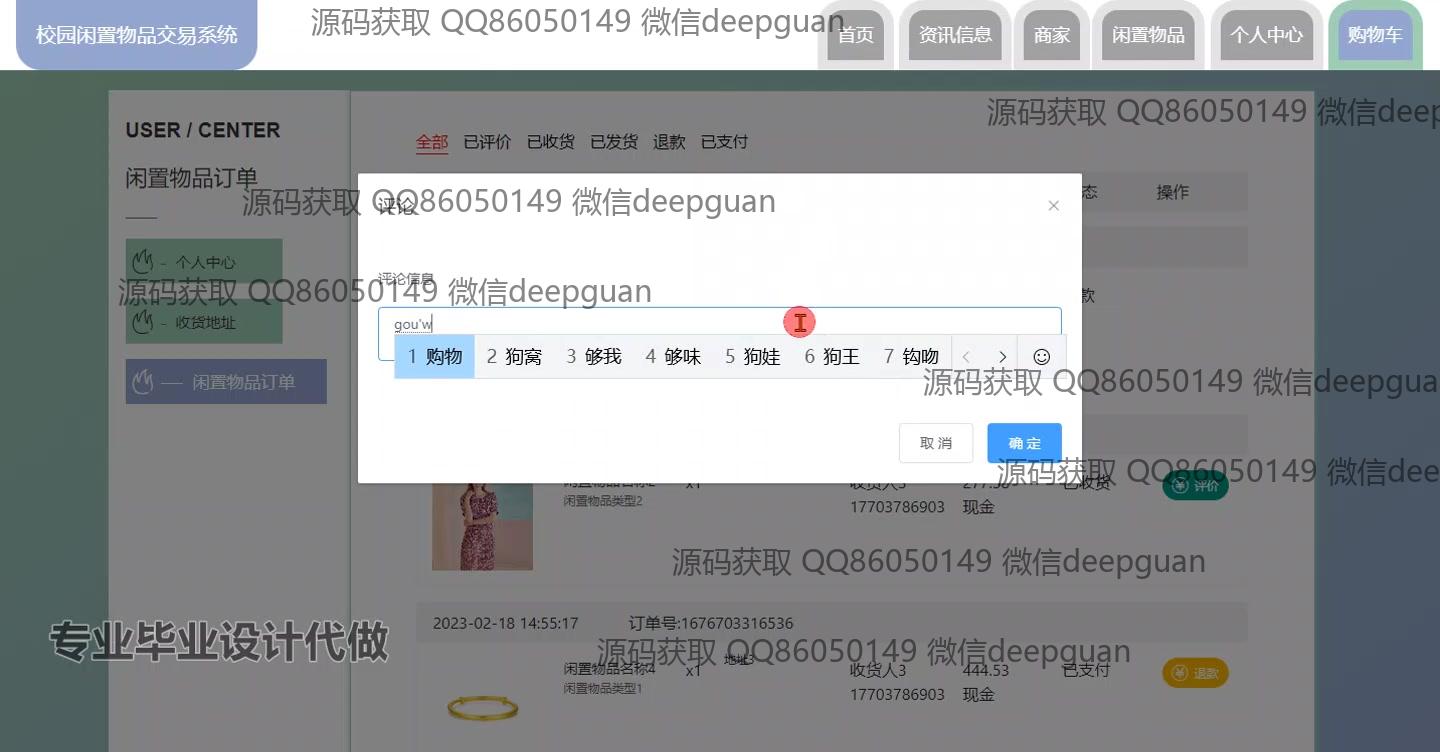 校园闲置物品交易系统
源码获取 QQ86050149 微信deepguan
首页
资讯信息
商家
闲置物品
个人中心
购物车
源码获取 QQ86050149 微信deep
USER / CENTER
全部 已评价 已收货 已发货 退款 已支付
闲置物品订单
源码获取 QQ86050149 微信deepguan
评论
态
操作
- 个人中心
评论信息
源码获取 QQ86050149 微信deepguan
款
- 收货地址
gou'w
1 购物 2 狗窝 3 够我 4 够味 5 狗娃 6 狗王 7 钩吻
源码获取 QQ86050149 微信deepgua
闲置物品订单
取 消
确 定
源码获取 QQ86050149 微信dee
x1
已收货
评价
闲置物品类型2
17703786903
现金
源码获取 QQ86050149 微信deepguan
专业毕业设计代做
2023-02-18 14:55:17
订单号:1676703316536
源码获取 QQ86050149 微信deepguan
闲置物品名称4
x1
地址3
收货人3
444.53
已支付
退款
闲置物品类型1
17703786903
现金